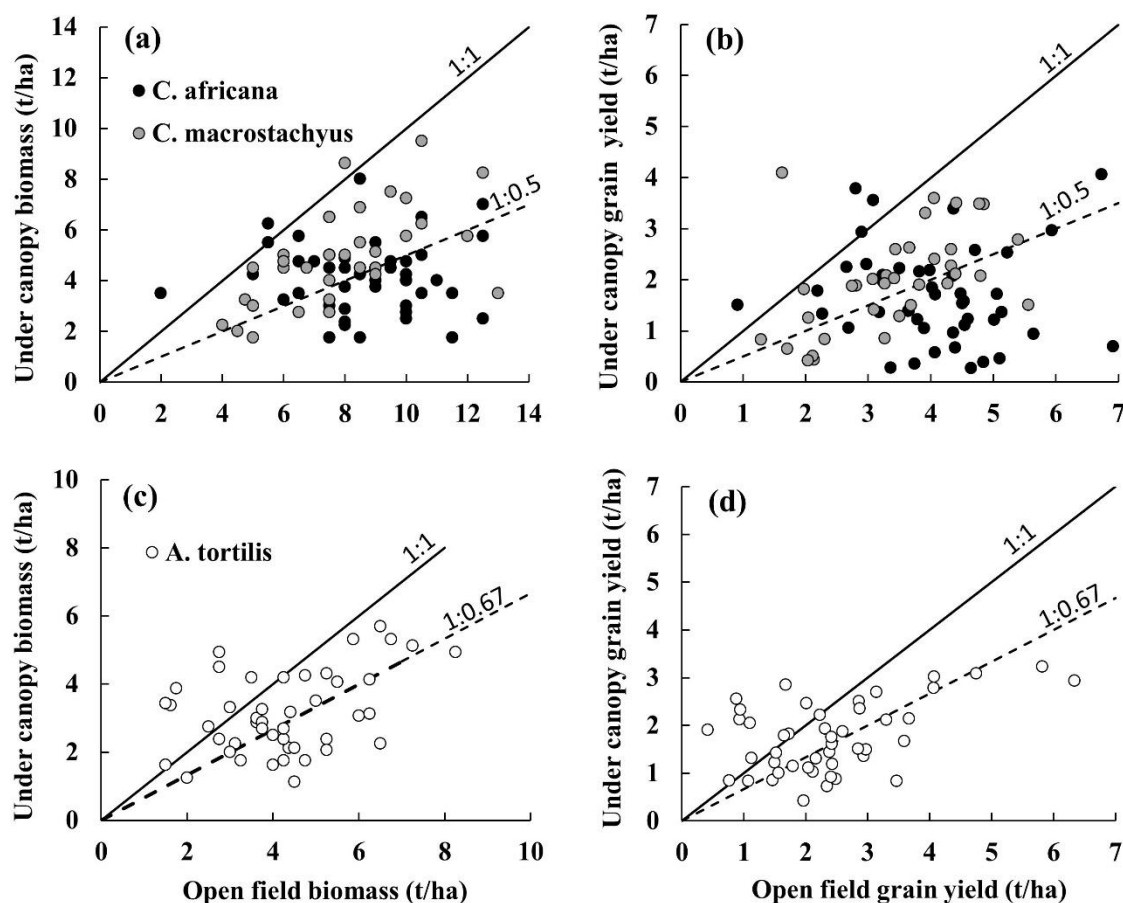 (a)
1:1
C. africana
C. macrostachyus
1:0.5
Under canopy biomass (t/ha)
14
12
10
8
6
4
2
0
0 2 4 6 8 10 12 14
(b)
1:1
1:0.5
Under canopy grain yield (t/ha)
7
6
5
4
3
2
1
0
0 1 2 3 4 5 6 7
(c)
A. tortilis
1:1
1:0.67
Under canopy biomass (t/ha)
10
8
6
4
2
0
0 2 4 6 8 10
Open field biomass (t/ha)
(d)
1:1
1:0.67
Under canopy grain yield (t/ha)
7
6
5
4
3
2
1
0
0 1 2 3 4 5 6 7
Open field grain yield (t/ha)